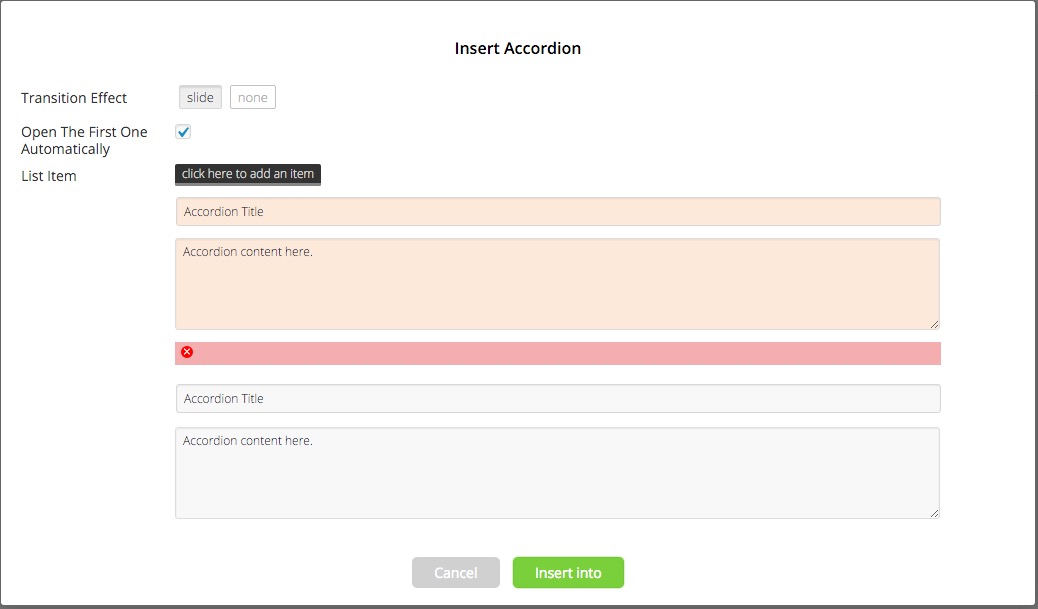 Insert Accordion
Transition Effect
slide
none
Open The First One
Automatically
List Item
click here to add an item
Accordion Title
Accordion content here.
Accordion Title
Accordion content here.
Cancel
Insert into